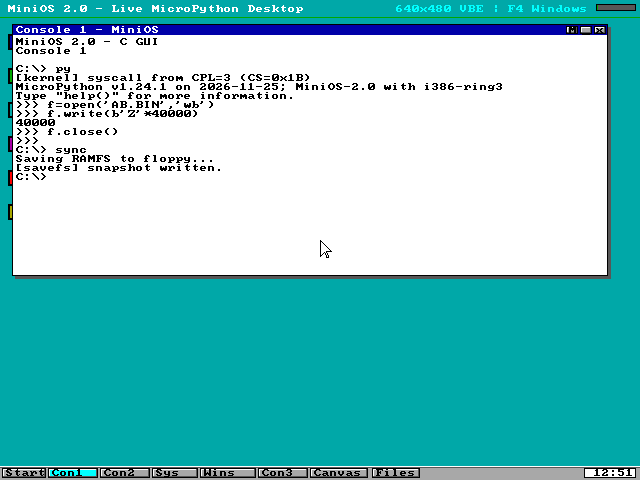 MiniOS 2.0 - Live MicroPython Desktop 640x480 VBE | F4 Windows
Console 1 - MiniOS M
MiniOS 2.0 - C GUI
Console 1
C:\> py
[kernel] syscall from CPL=3 (CS=0x1B)
MicroPython v1.24.1 on 2026-11-25; MiniOS-2.0 with i386-ring3
Type "help()" for more information.
>>> f=open('AB.BIN','wb')
>>> f.write(b'Z'*40000)
40000
>>> f.close()
>>>
C:\> sync
Saving RAMFS to floppy...
[savefs] snapshot written.
C:\>
Start Con1 Con2 Sys Wins Con3 Canvas Files 12:51